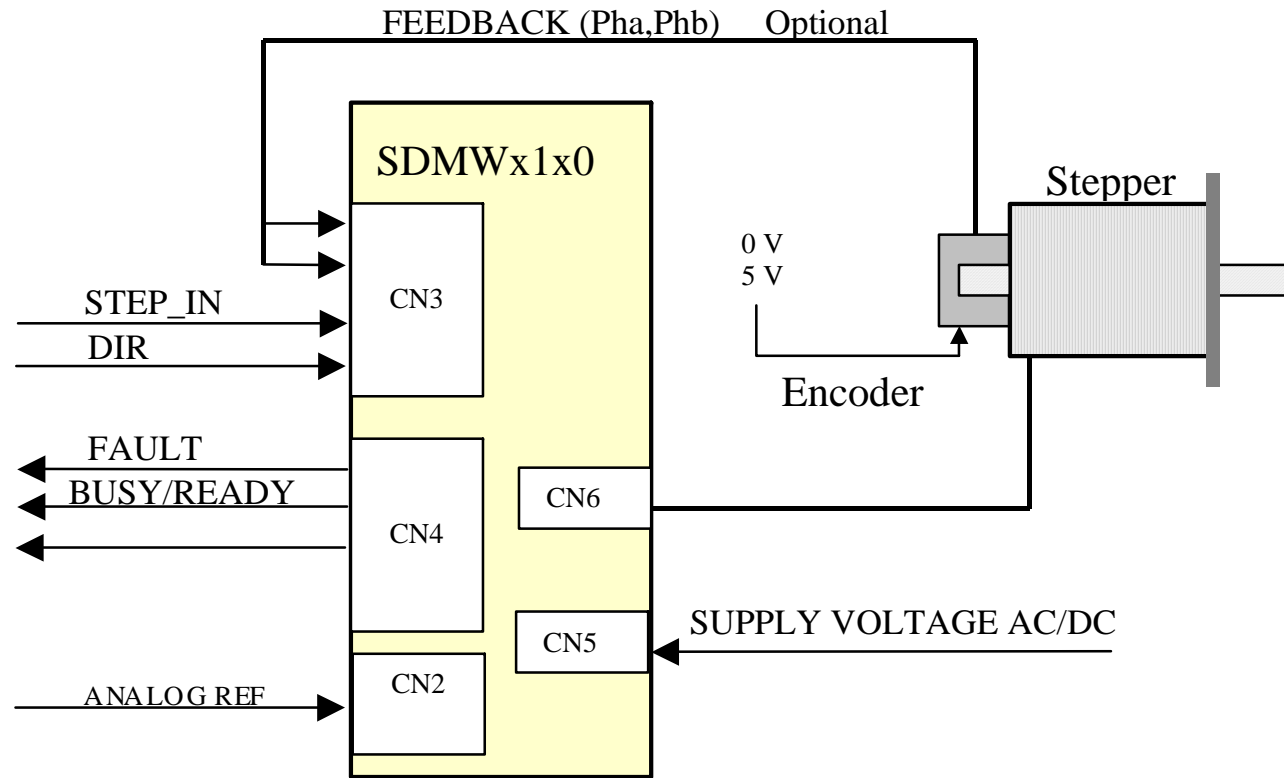 FEEDBACK (Pha,Phb) Optional
SDMWx1x0
Stepper
0 V
5 V
CN3
STEP_IN
DIR
Encoder
FAULT
BUSY/READY
CN6
CN4
SUPPLY VOLTAGE AC/DC
CN5
CN2
ANALOG REF